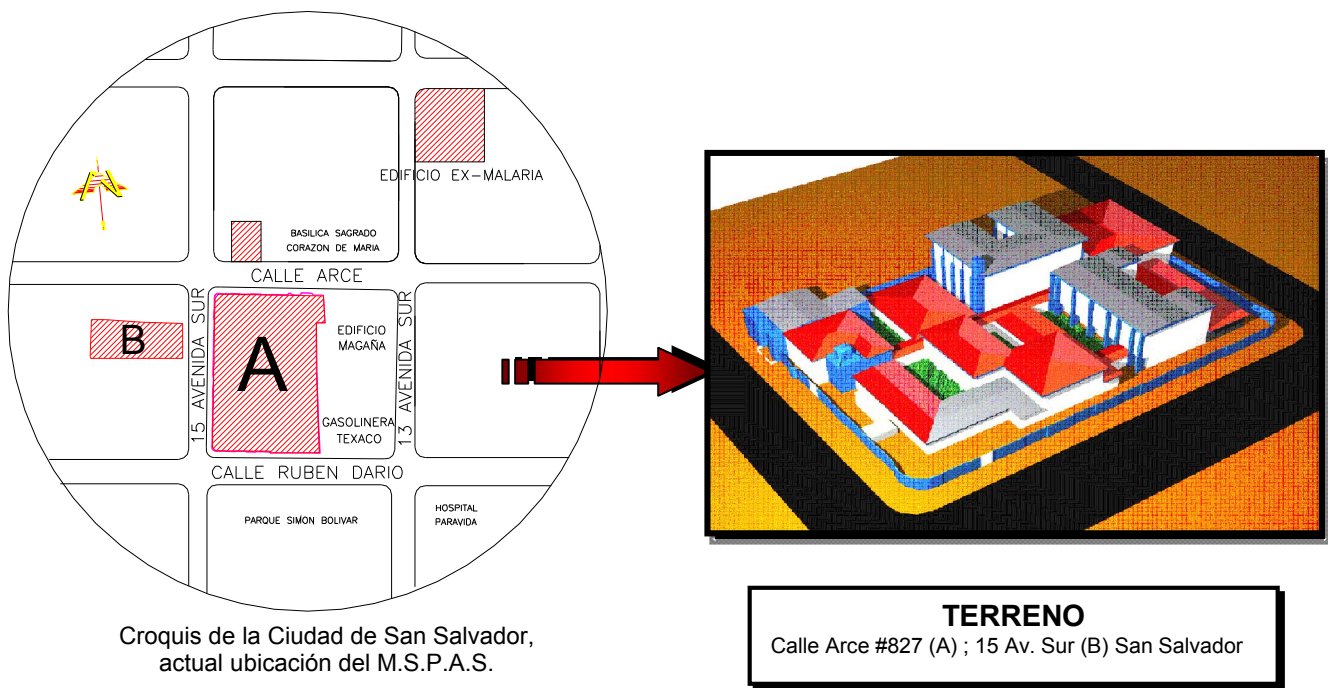 EDIFICIO EX-MALARIA
BASILICA SAGRADO
CORAZON DE MARIA
CALLE ARCE
15 AVENIDA SUR
13 AVENIDA SUR
B
A
EDIFICIO
MAGAÑA
GASOLINERA
TEXACO
CALLE RUBEN DARIO
PARQUE SIMON BOLIVAR
HOSPITAL
PARAVIDA
Croquis de la Ciudad de San Salvador,
actual ubicación del M.S.P.A.S.
TERRENO
Calle Arce #827 (A) ; 15 Av. Sur (B) San Salvador